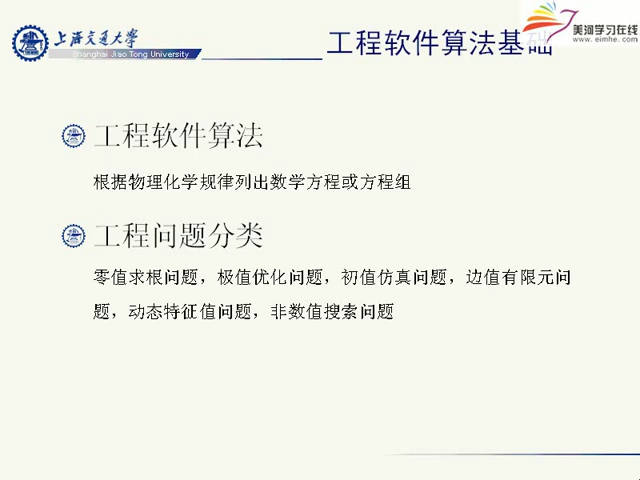 上海交通大学
Shanghai Jiao Tong University
工程软件算法基础
美河学习在线
www.eimhe.com
工程软件算法
根据物理化学规律列出数学方程或方程组
工程问题分类
零值求根问题，极值优化问题，初值仿真问题，边值有限元问
题，动态特征值问题，非数值搜索问题